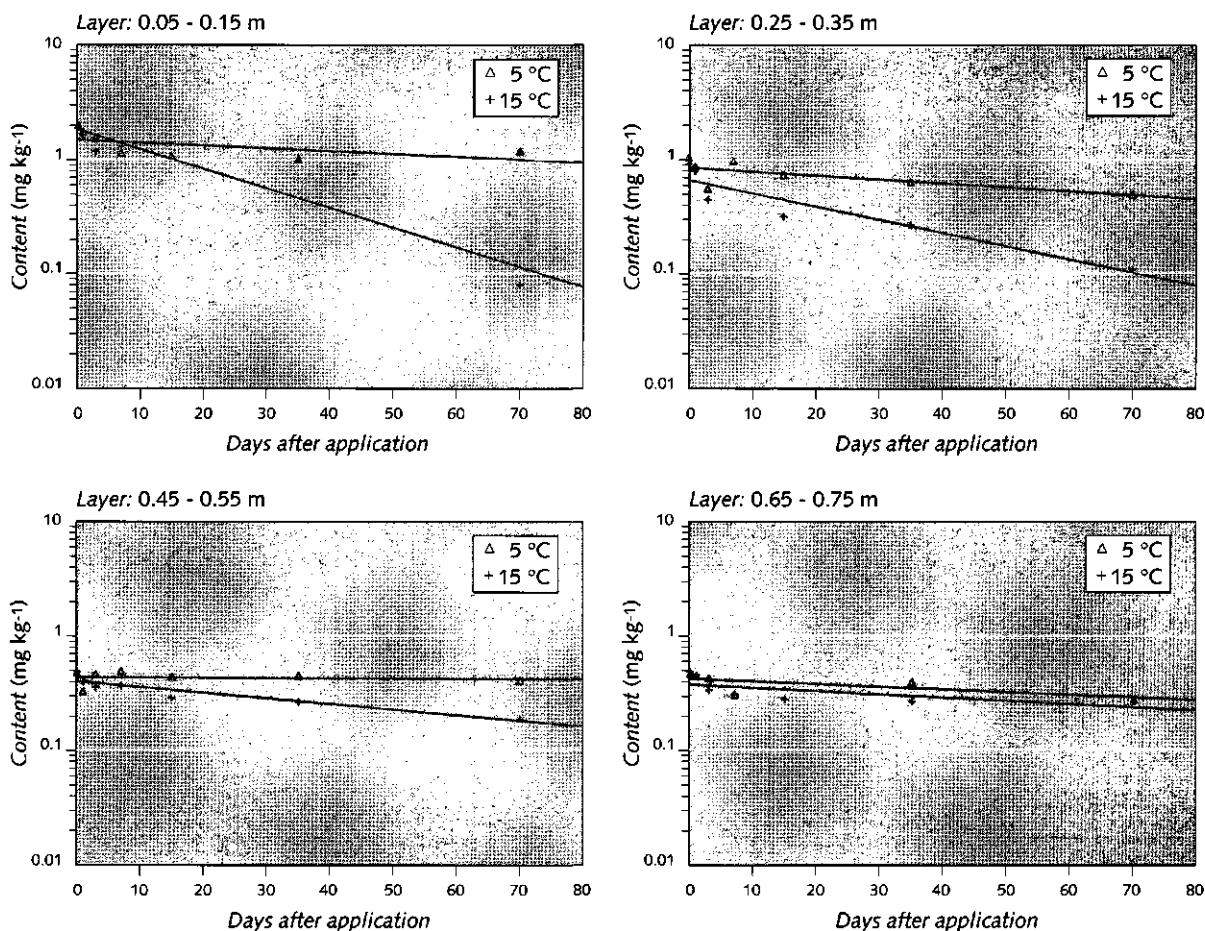 Layer: 0.05 - 0.15 m
10
1
0.1
0.01
Content (mg kg-1)
△ 5 °C
+ 15 °C
0 10 20 30 40 50 60 70 80
Days after application
Layer: 0.25 - 0.35 m
10
1
0.1
0.01
Content (mg kg-1)
△ 5 °C
+ 15 °C
0 10 20 30 40 50 60 70 80
Days after application
Layer: 0.45 - 0.55 m
10
1
0.1
0.01
Content (mg kg-1)
△ 5 °C
+ 15 °C
0 10 20 30 40 50 60 70 80
Days after application
Layer: 0.65 - 0.75 m
10
1
0.1
0.01
Content (mg kg-1)
△ 5 °C
+ 15 °C
0 10 20 30 40 50 60 70 80
Days after application